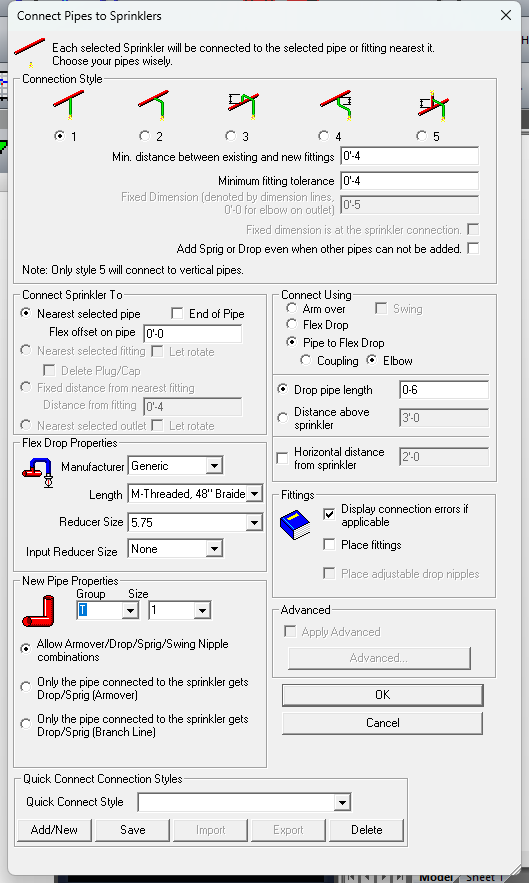 Connect Pipes to Sprinklers
Each selected Sprinkler will be connected to the selected pipe or fitting nearest it.
Choose your pipes wisely.
Connection Style
1 2 3 4 5
Min. distance between existing and new fittings 0'-4
Minimum fitting tolerance 0'-4
Fixed Dimension (denoted by dimension lines,
0'-0 for elbow on outlet) 0'-5
Fixed dimension is at the sprinkler connection.
Add Sprig or Drop even when other pipes can not be added.
Note: Only style 5 will connect to vertical pipes.
Connect Sprinkler To
Nearest selected pipe End of Pipe
Flex offset on pipe 0'-0
Nearest selected fitting Let rotate
Delete Plug/Cap
Fixed distance from nearest fitting
Distance from fitting 0'-4
Nearest selected outlet Let rotate
Connect Using
Arm over Swing
Flex Drop
Pipe to Flex Drop
Coupling Elbow
Drop pipe length 0-6
Distance above
sprinkler 3'-0
Horizontal distance
from sprinkler 2'-0
Flex Drop Properties
Manufacturer Generic
Length M-Threaded, 48" Braide
Reducer Size 5.75
Input Reducer Size None
Fittings
Display connection errors if
applicable
Place fittings
Place adjustable drop nipples
New Pipe Properties
Group Size
T 1
Allow Armover/Drop/Sprig/Swing Nipple
combinations
Only the pipe connected to the sprinkler gets
Drop/Sprig (Armover)
Only the pipe connected to the sprinkler gets
Drop/Sprig (Branch Line)
Advanced
Apply Advanced
Advanced...
OK
Cancel
Quick Connect Connection Styles
Quick Connect Style
Add/New Save Import Export Delete
Model Sheet 1